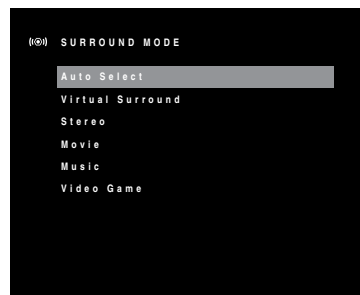 SURROUND MODE
Auto Select
Virtual Surround
Stereo
Movie
Music
Video Game